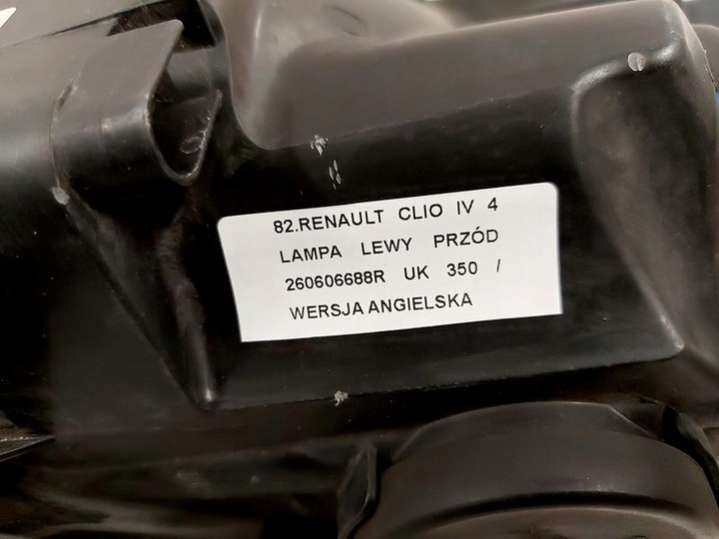 82.RENAULT CLIO IV 4
LAMPA LEWY PRZÓD
260606688R UK 350 /
WERSJA ANGIELSKA